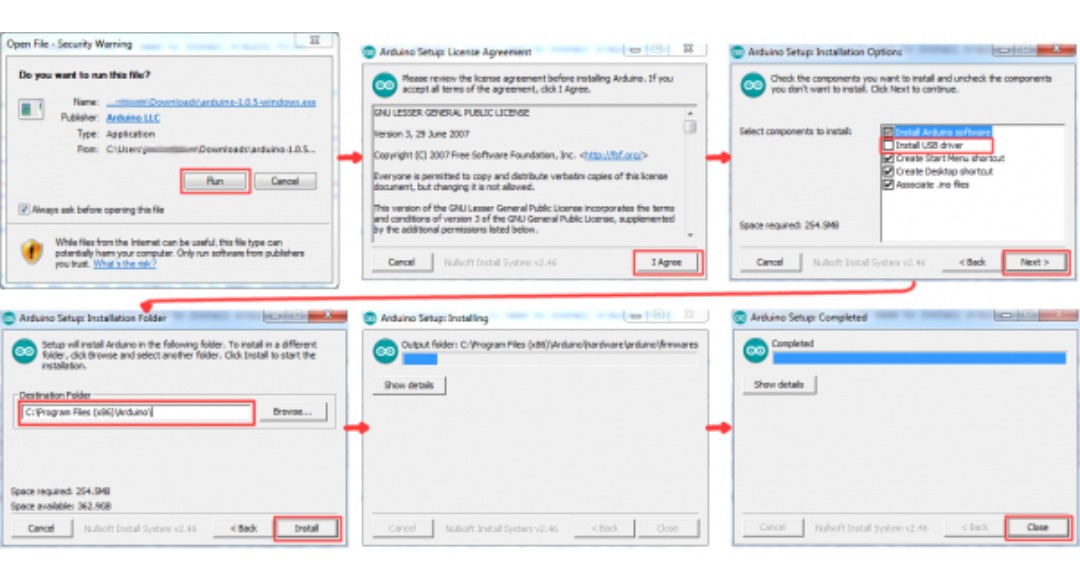 Open File - Security Warning
Do you want to run this file?
Name: Downloads\arduino-1.0.5-windows.exe
Publisher: Arduino LLC
Type: Application
From: C:\Users\Downloads\arduino-1.0.5...
Run
Cancel
Always ask before opening this file
While files from the Internet can be useful, this file type can
potentially harm your computer. Only run software from publishers
you trust. What's the risk?
Arduino Setup: License Agreement
Please review the license agreement before installing Arduino. If you
accept all terms of the agreement, click I Agree.
GNU LESSER GENERAL PUBLIC LICENSE
Version 3, 29 June 2007
Copyright (C) 2007 Free Software Foundation, Inc. <http://fsf.org/>
Everyone is permitted to copy and distribute verbatim copies of this license
document, but changing it is not allowed.
This version of the GNU Lesser General Public License incorporates the terms
and conditions of version 3 of the GNU General Public License, supplemented
by the additional permissions listed below.
Cancel
Nullsoft Install System v2.46
I Agree
Arduino Setup: Installation Options
Check the components you want to install and uncheck the components
you don't want to install. Click Next to continue.
Select components to install:
Install Arduino software
Install USB driver
Create Start Menu shortcut
Create Desktop shortcut
Associate .ino files
Space required: 254.5MB
Cancel
Nullsoft Install System v2.46
< Back
Next >
Arduino Setup: Installation Folder
Setup will install Arduino in the following folder. To install in a different
folder, click Browse and select another folder. Click Install to start the
installation.
Destination Folder
C:\Program Files (x86)\Arduino\
Browse...
Space required: 254.5MB
Space available: 362.9GB
Cancel
Nullsoft Install System v2.46
< Back
Install
Arduino Setup: Installing
Output folder: C:\Program Files (x86)\Arduino\hardware\arduino\firmwares
Show details
Cancel
Nullsoft Install System v2.46
< Back
Close
Arduino Setup: Completed
Completed
Show details
Cancel
Nullsoft Install System v2.46
< Back
Close